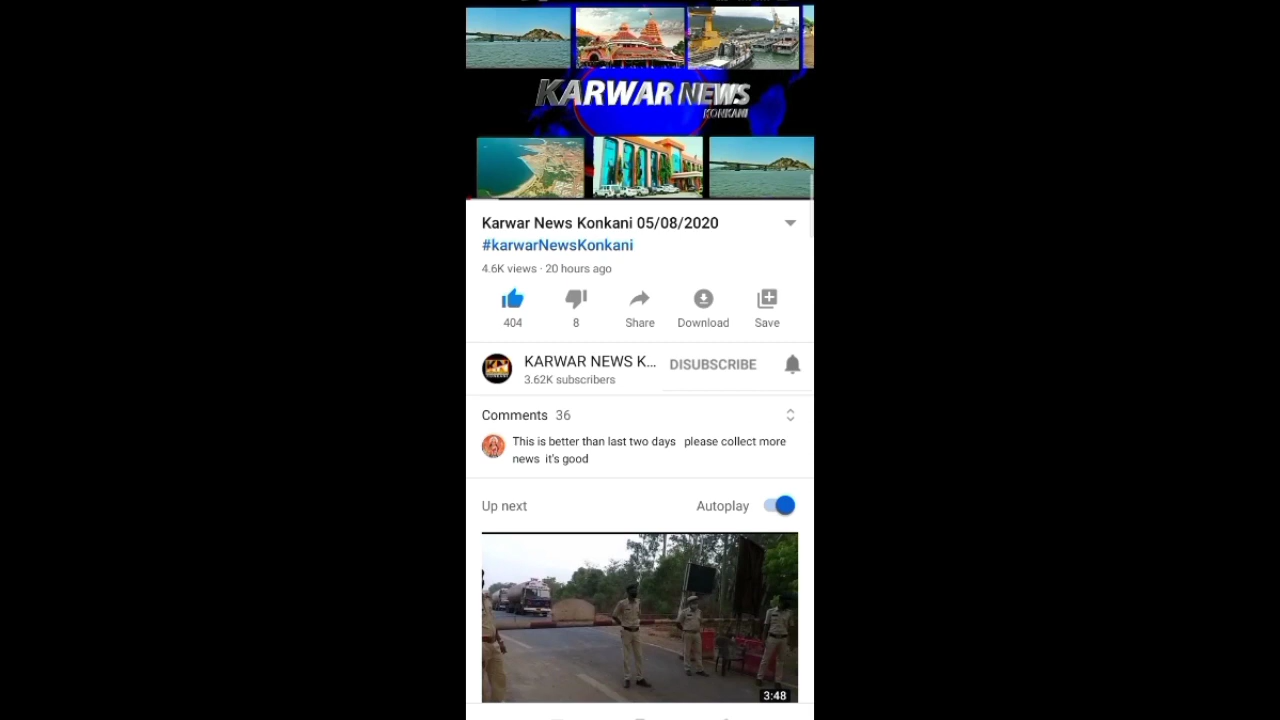 KARWAR NEWS
KONKANI
Karwar News Konkani 05/08/2020
#karwarNewsKonkani
4.6K views · 20 hours ago
404
8
Share
Download
Save
KARWAR NEWS K...
DISUBSCRIBE
3.62K subscribers
Comments 36
This is better than last two days please collect more
news it's good
Up next
Autoplay
3:48